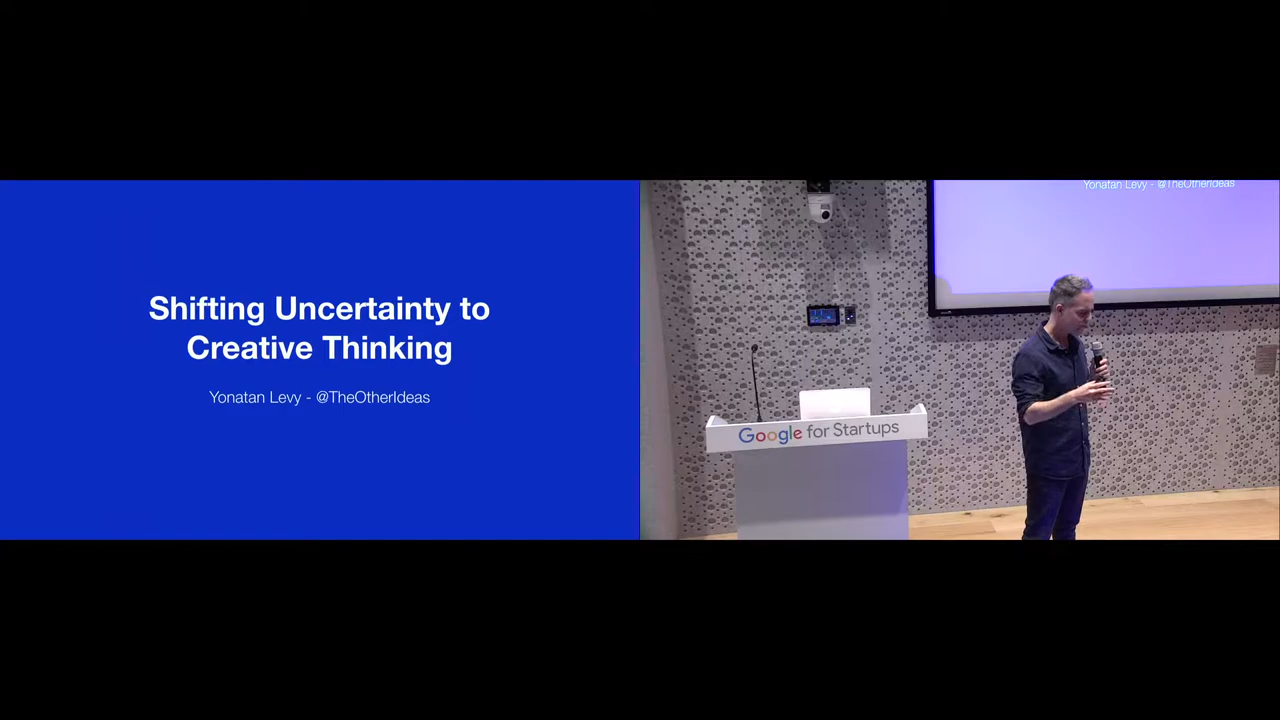 Shifting Uncertainty to
Creative Thinking
Yonatan Levy - @TheOtherIdeas
Yonatan Levy - @TheOtherIdeas
Google for Startups